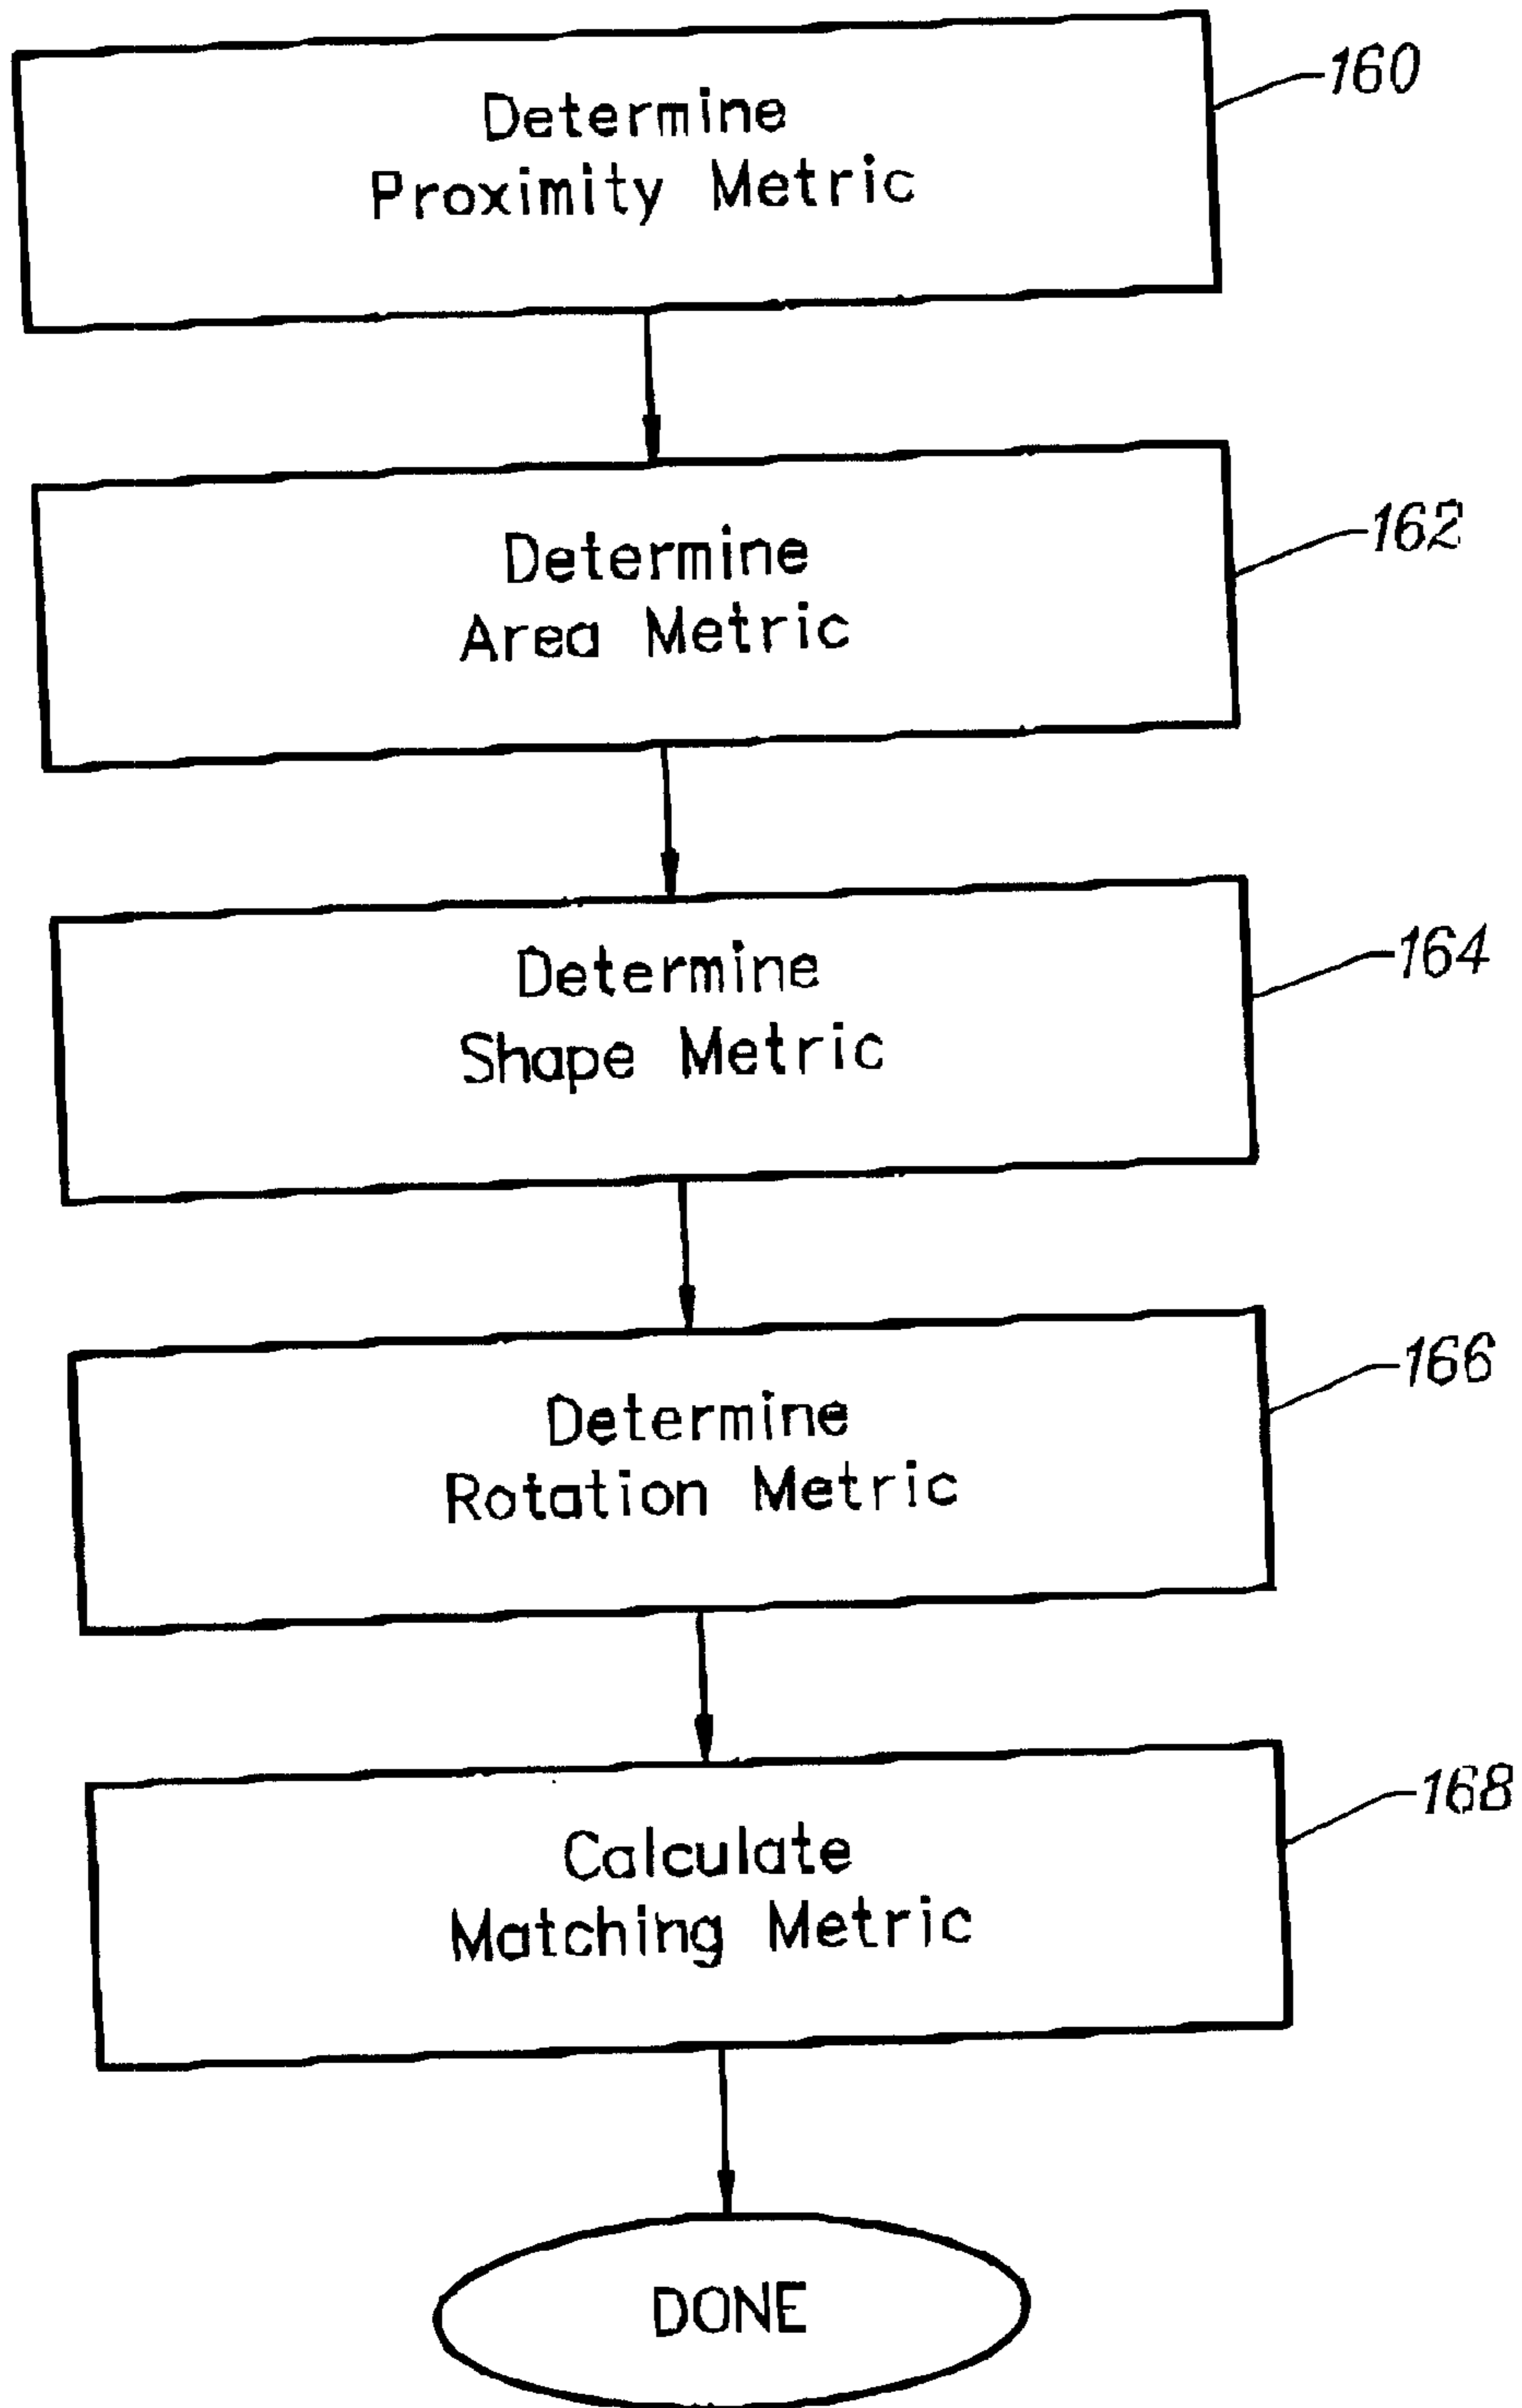 Determine
Proximity Metric
160
Determine
Area Metric
162
Determine
Shape Metric
164
Determine
Rotation Metric
166
Calculate
Matching Metric
168
DONE